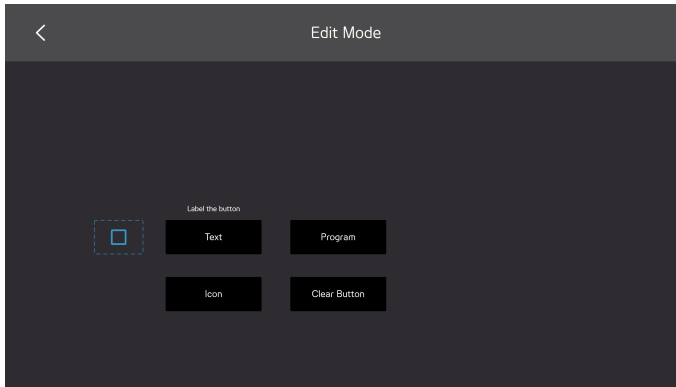 Edit Mode
Label the button
Text
Program
Icon
Clear Button